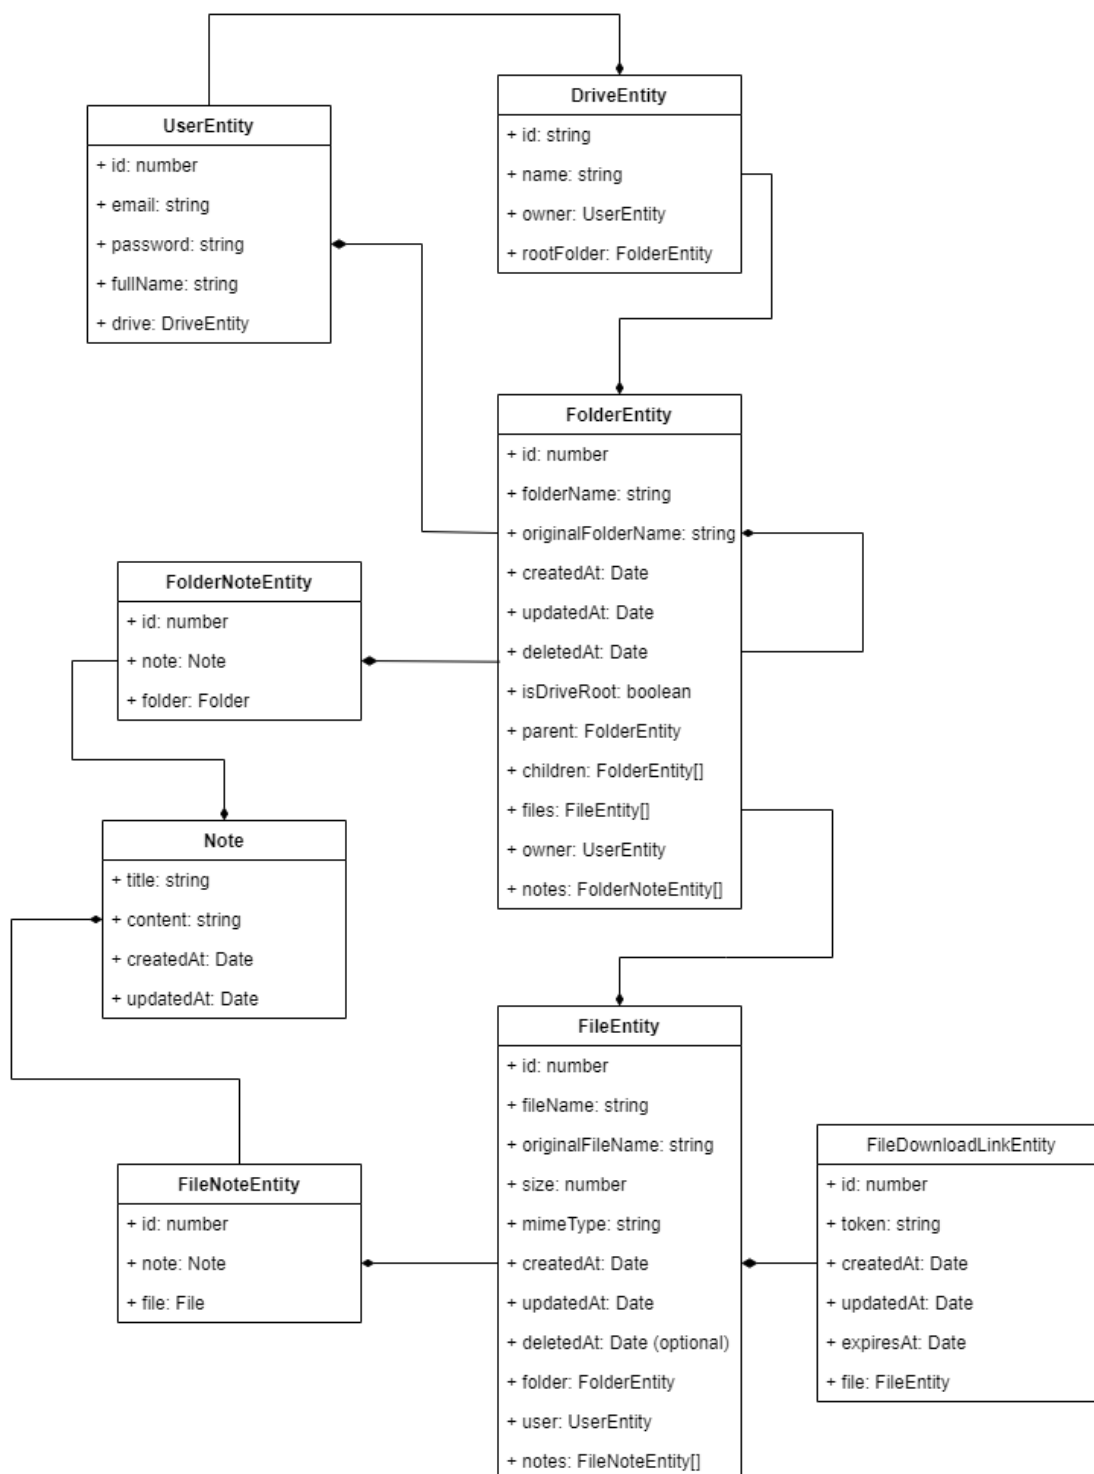 DriveEntity
+ id: string
+ name: string
+ owner: UserEntity
+ rootFolder: FolderEntity
UserEntity
+ id: number
+ email: string
+ password: string
+ fullName: string
+ drive: DriveEntity
FolderEntity
+ id: number
+ folderName: string
+ originalFolderName: string
+ createdAt: Date
+ updatedAt: Date
+ deletedAt: Date
+ isDriveRoot: boolean
+ parent: FolderEntity
+ children: FolderEntity[]
+ files: FileEntity[]
+ owner: UserEntity
+ notes: FolderNoteEntity[]
FolderNoteEntity
+ id: number
+ note: Note
+ folder: Folder
Note
+ title: string
+ content: string
+ createdAt: Date
+ updatedAt: Date
FileEntity
+ id: number
+ fileName: string
+ originalFileName: string
+ size: number
+ mimeType: string
+ createdAt: Date
+ updatedAt: Date
+ deletedAt: Date (optional)
+ folder: FolderEntity
+ user: UserEntity
+ notes: FileNoteEntity[]
FileDownloadLinkEntity
+ id: number
+ token: string
+ createdAt: Date
+ updatedAt: Date
+ expiresAt: Date
+ file: FileEntity
FileNoteEntity
+ id: number
+ note: Note
+ file: File